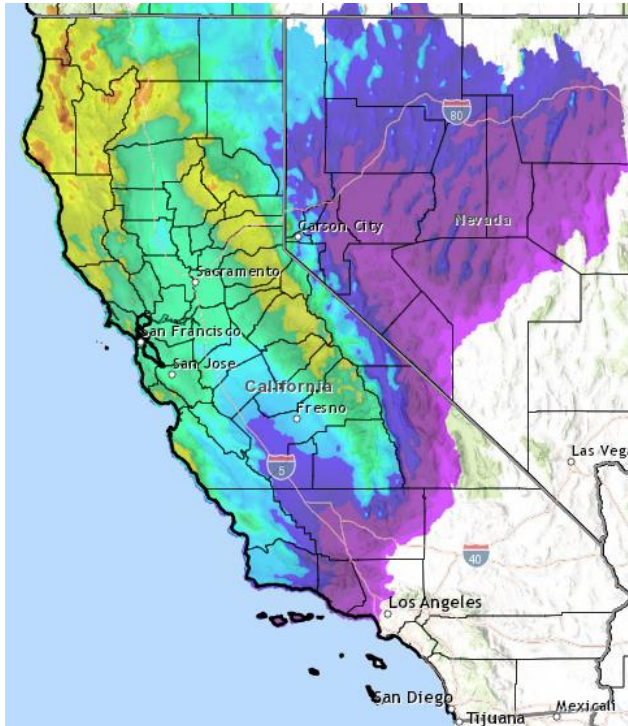 80
Nevada
Carson City
Sacramento
San Francisco
San Jose
California
Fresno
5
Las Vega
40
Los Angeles
San Diego
Tijuana
Mexicali